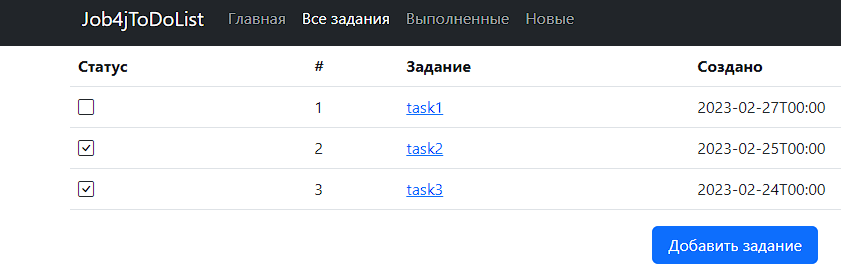 Job4jToDoList Главная Все задания Выполненные Новые
Статус # Задание Создано
1 task1 2023-02-27T00:00
2 task2 2023-02-25T00:00
3 task3 2023-02-24T00:00
Добавить задание